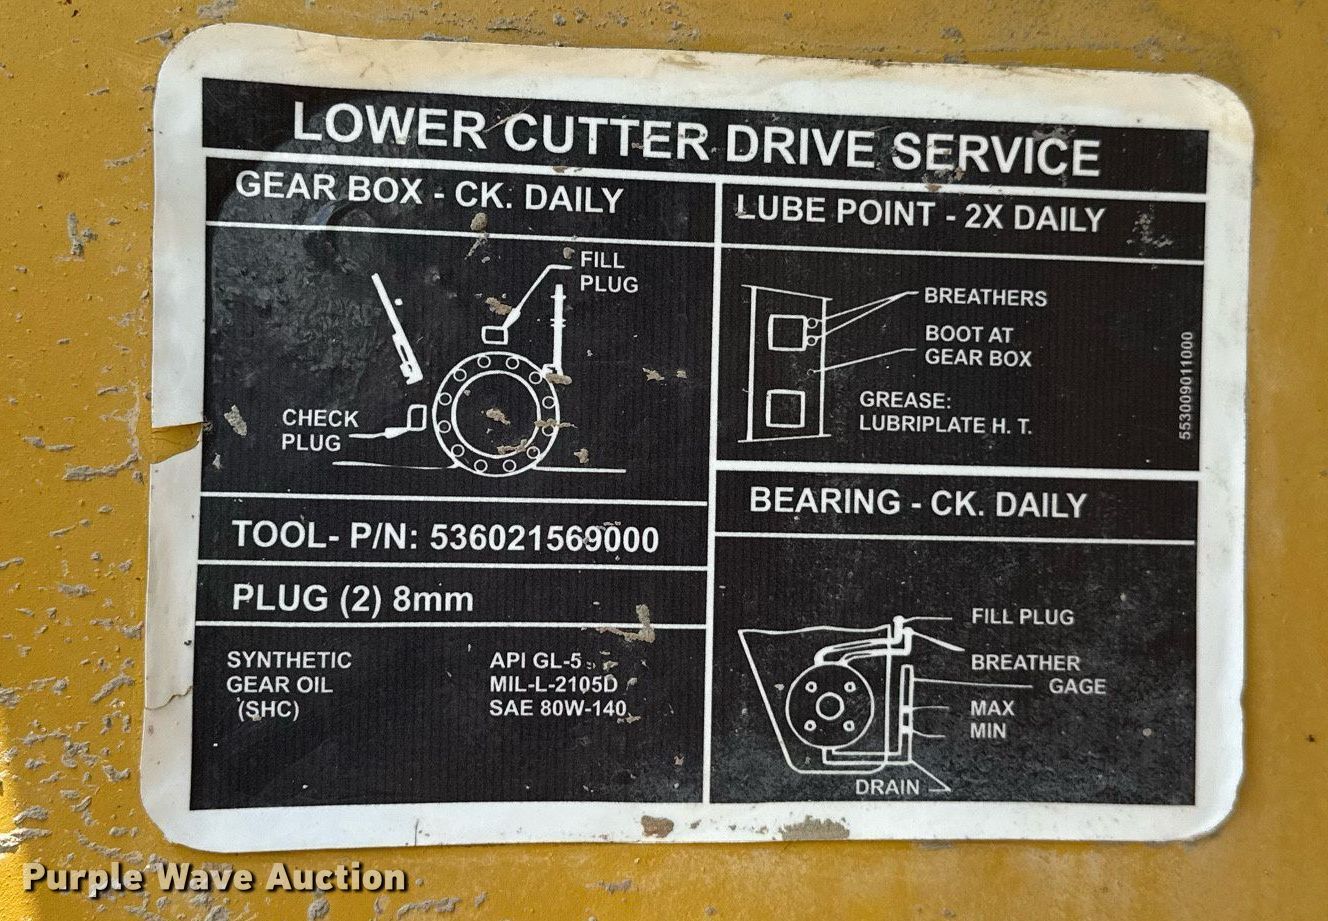 LOWER CUTTER DRIVE SERVICE
GEAR BOX - CK. DAILY
FILL
PLUG
CHECK
PLUG
TOOL- P/N: 536021569000
PLUG (2) 8mm
SYNTHETIC
GEAR OIL
(SHC)
API GL-5
MIL-L-2105D
SAE 80W-140
LUBE POINT - 2X DAILY
BREATHERS
BOOT AT
GEAR BOX
GREASE:
LUBRIPLATE H. T.
553009011000
BEARING - CK. DAILY
FILL PLUG
BREATHER
GAGE
MAX
MIN
DRAIN
Purple Wave Auction